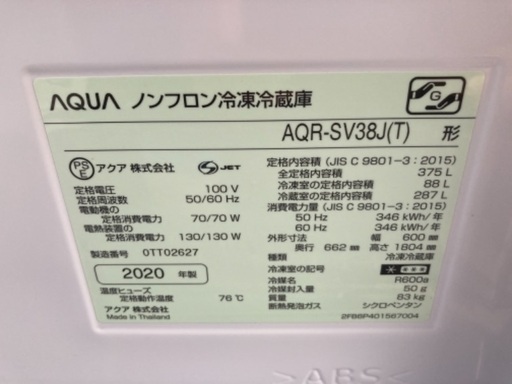 AQUA ノンフロン冷凍冷蔵庫
AQR-SV38J(T) 形
PSE アクア 株式会社 S-JET
定格電圧 100 V
定格周波数 50/60 Hz
電動機の
定格消費電力 70/70 W
電熱装置の
定格消費電力 130/130 W
製造番号 0TT02627
2020 年製
温度ヒューズ
定格動作温度 76℃
アクア 株式会社
Made in Thailand
定格内容積 (JIS C 9801-3 : 2015)
全定格内容積 375 L
冷凍室の定格内容積 88 L
冷蔵室の定格内容積 287 L
消費電力量 (JIS C 9801-3 : 2015)
50 Hz 346 kWh/年
60 Hz 346 kWh/年
外形寸法 幅 600 mm
奥行 662 mm 高さ 1804 mm
種類 冷凍冷蔵庫
冷凍室の記号
冷媒 R600a
冷媒封入量 50 g
質量 83 kg
断熱発泡ガス シクロペンタン
2FB8P401567004
G
>ABS<